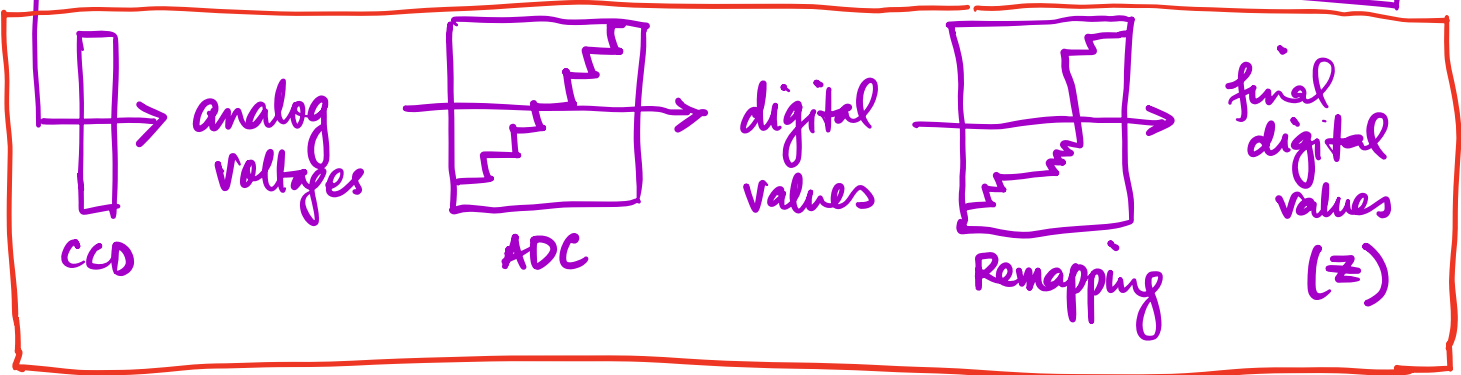 analog
voltages
CCD
ADC
digital
values
Remapping
final
digital
values
(Z)